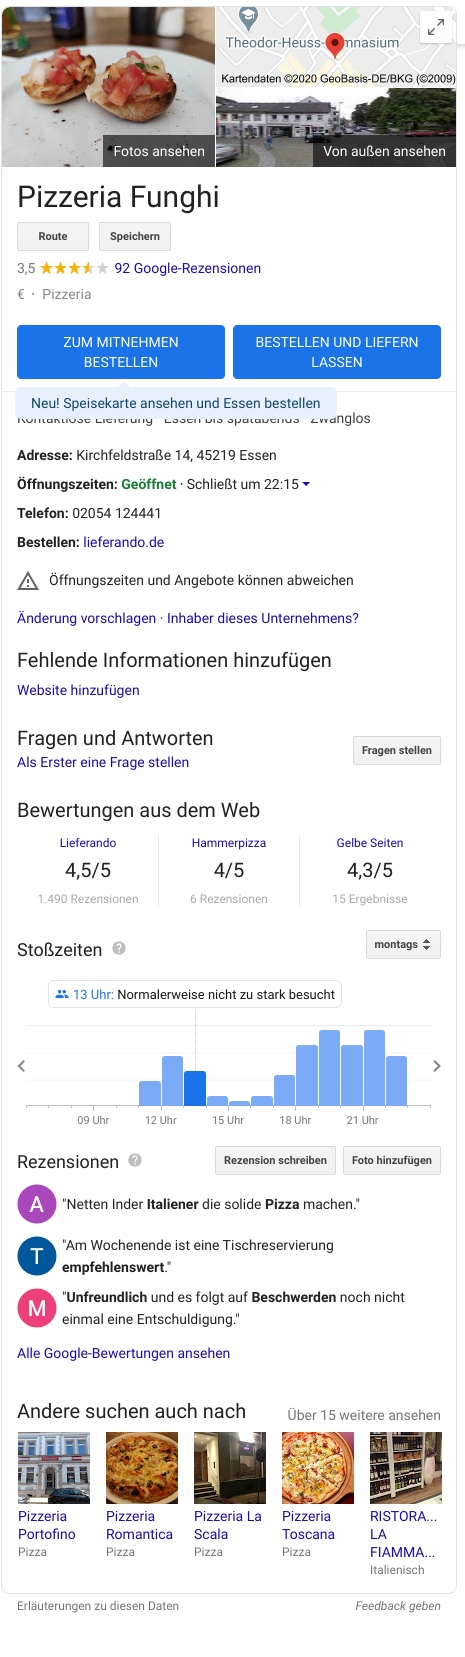 Theodor-Heuss-Gymnasium
Kartendaten ©2020 GeoBasis-DE/BKG (©2009)
Fotos ansehen
Von außen ansehen
Pizzeria Funghi
Route Speichern
3,5 92 Google-Rezensionen
€ · Pizzeria
ZUM MITNEHMEN BESTELLEN
BESTELLEN UND LIEFERN LASSEN
Neu! Speisekarte ansehen und Essen bestellen
Kontaktlose Lieferung · Essen bis spätabends · Zwanglos
Adresse: Kirchfeldstraße 14, 45219 Essen
Öffnungszeiten: Geöffnet · Schließt um 22:15
Telefon: 02054 124441
Bestellen: lieferando.de
Öffnungszeiten und Angebote können abweichen
Änderung vorschlagen · Inhaber dieses Unternehmens?
Fehlende Informationen hinzufügen
Website hinzufügen
Fragen und Antworten
Fragen stellen
Als Erster eine Frage stellen
Bewertungen aus dem Web
Lieferando Hammerpizza Gelbe Seiten
4,5/5 4/5 4,3/5
1.490 Rezensionen 6 Rezensionen 15 Ergebnisse
Stoßzeiten ? montags
13 Uhr: Normalerweise nicht zu stark besucht
09 Uhr 12 Uhr 15 Uhr 18 Uhr 21 Uhr
Rezensionen ? Rezension schreiben Foto hinzufügen
A "Netten Inder Italiener die solide Pizza machen."
T "Am Wochenende ist eine Tischreservierung
empfehlenswert."
M "Unfreundlich und es folgt auf Beschwerden noch nicht
einmal eine Entschuldigung."
Alle Google-Bewertungen ansehen
Andere suchen auch nach Über 15 weitere ansehen
Pizzeria Portofino
Pizza
Pizzeria Romantica
Pizza
Pizzeria La Scala
Pizza
Pizzeria Toscana
Pizza
RISTORA... LA FIAMMA...
Italienisch
Erläuterungen zu diesen Daten Feedback geben